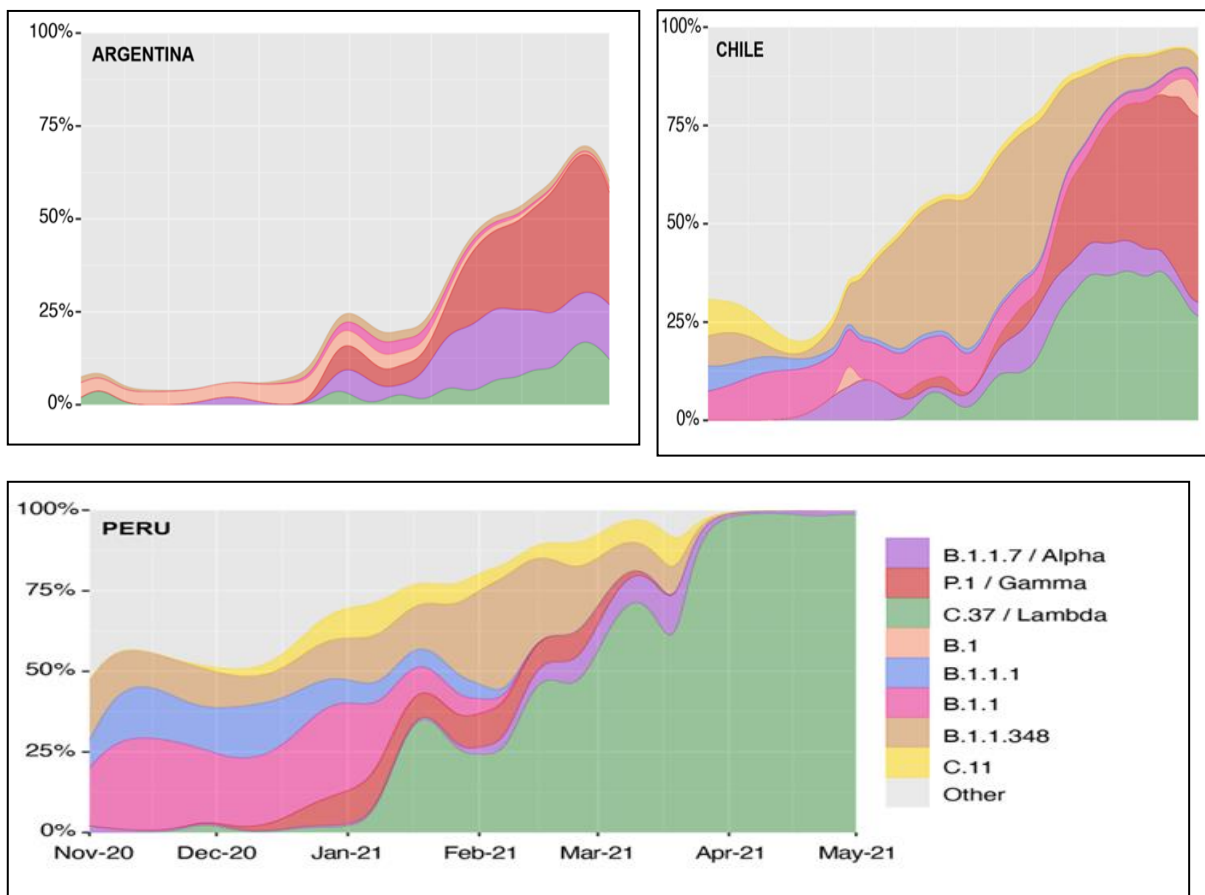 100%
ARGENTINA
75%
50%
25%
0%
100%
CHILE
75%
50%
25%
0%
100%
PERU
75%
50%
25%
0%
Nov-20 Dec-20 Jan-21 Feb-21 Mar-21 Apr-21 May-21
B.1.1.7 / Alpha
P.1 / Gamma
C.37 / Lambda
B.1
B.1.1.1
B.1.1
B.1.1.348
C.11
Other